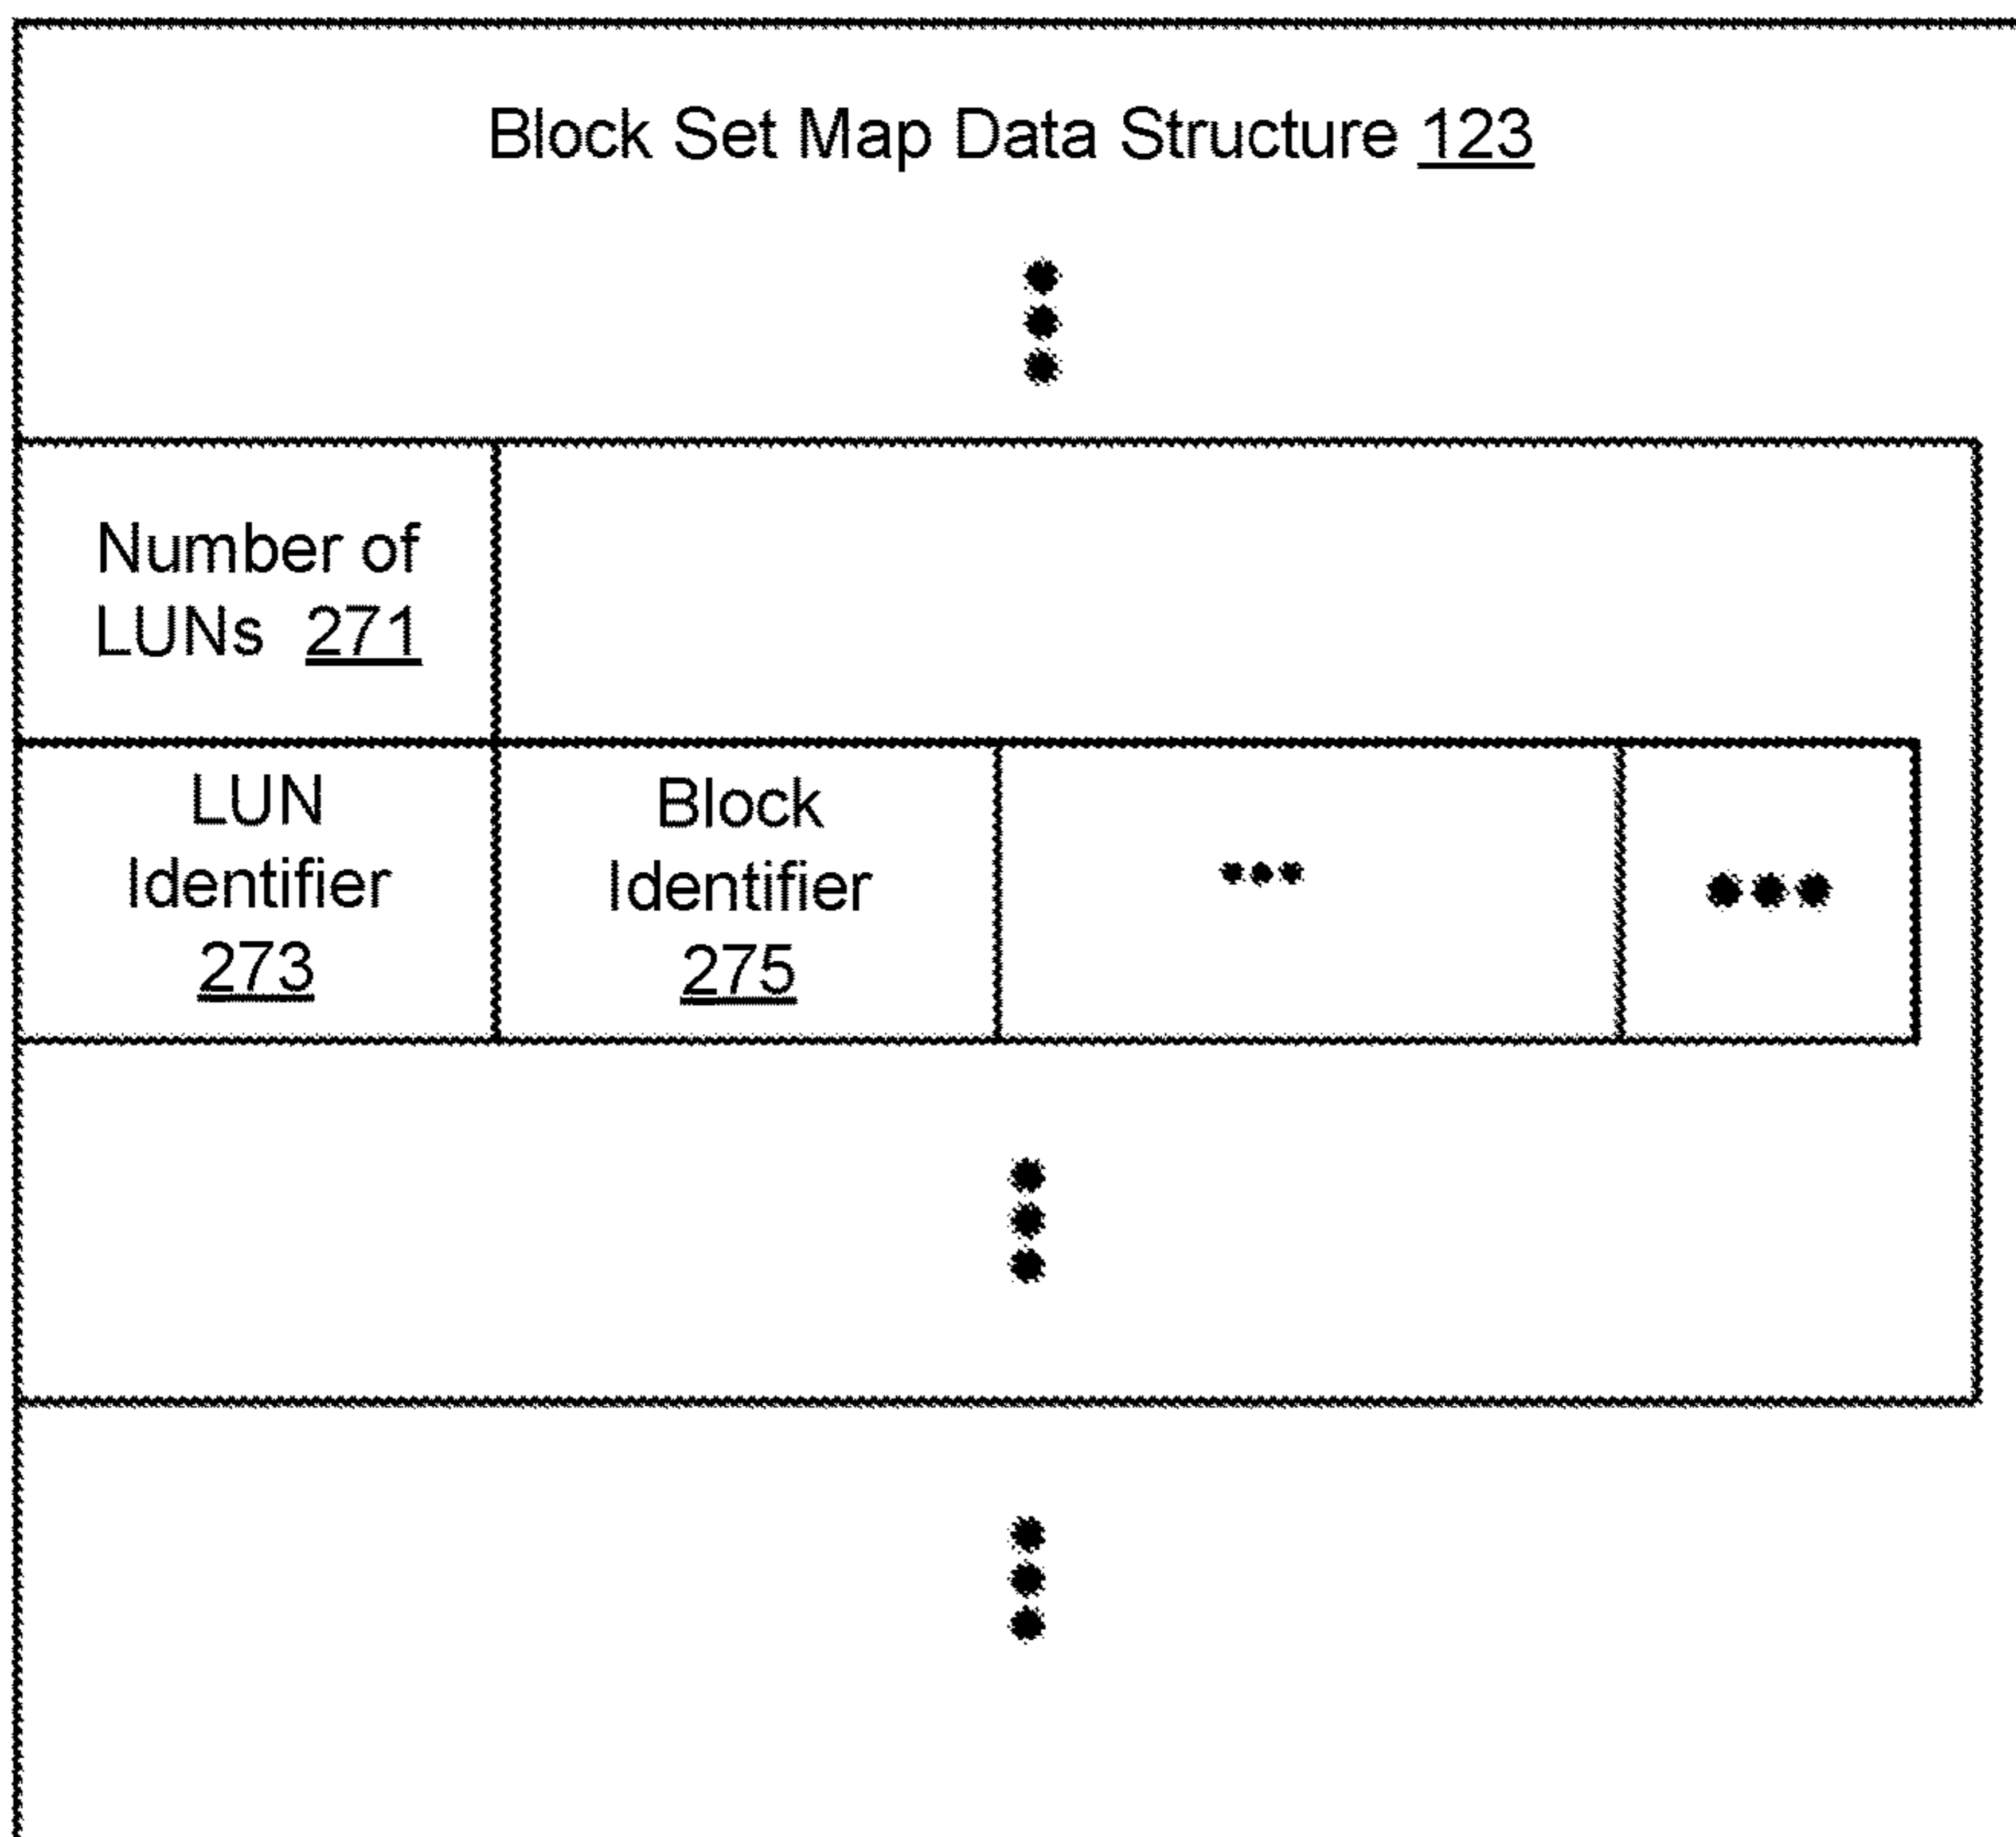 Block Set Map Data Structure 123
Number of
LUNs 271
LUN
Identifier
273
Block
Identifier
275